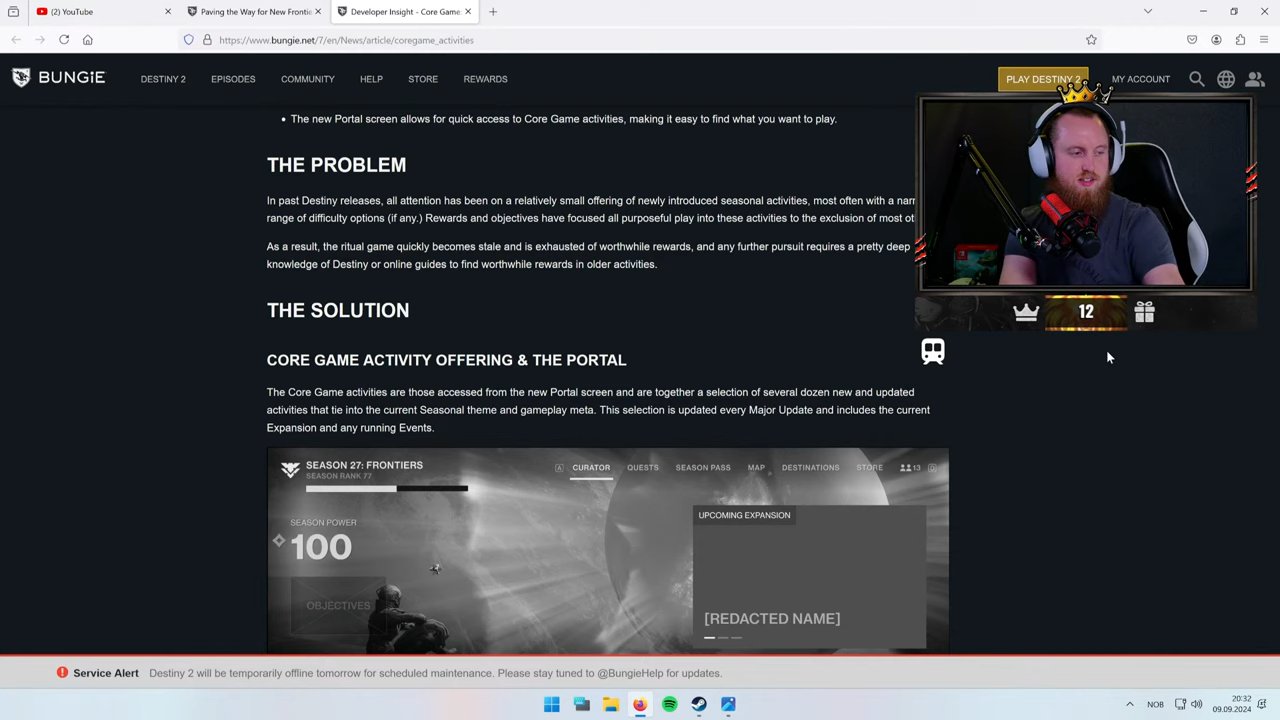 (2) YouTube
Paving the Way for New Frontie
Developer Insight - Core Game
https://www.bungie.net/7/en/News/article/coregame_activities
BUNGIE
DESTINY 2
EPISODES
COMMUNITY
HELP
STORE
REWARDS
PLAY DESTINY 2
MY ACCOUNT
• The new Portal screen allows for quick access to Core Game activities, making it easy to find what you want to play.
THE PROBLEM
In past Destiny releases, all attention has been on a relatively small offering of newly introduced seasonal activities, most often with a nar
range of difficulty options (if any.) Rewards and objectives have focused all purposeful play into these activities to the exclusion of most ot
As a result, the ritual game quickly becomes stale and is exhausted of worthwhile rewards, and any further pursuit requires a pretty deep
knowledge of Destiny or online guides to find worthwhile rewards in older activities.
12
THE SOLUTION
CORE GAME ACTIVITY OFFERING & THE PORTAL
The Core Game activities are those accessed from the new Portal screen and are together a selection of several dozen new and updated
activities that tie into the current Seasonal theme and gameplay meta. This selection is updated every Major Update and includes the current
Expansion and any running Events.
SEASON 27: FRONTIERS
SEASON RANK 77
A CURATOR QUESTS SEASON PASS MAP DESTINATIONS STORE 13
SEASON POWER
100
OBJECTIVES
UPCOMING EXPANSION
[REDACTED NAME]
Service Alert Destiny 2 will be temporarily offline tomorrow for scheduled maintenance. Please stay tuned to @BungieHelp for updates.
NOB
20:32
09.09.2024